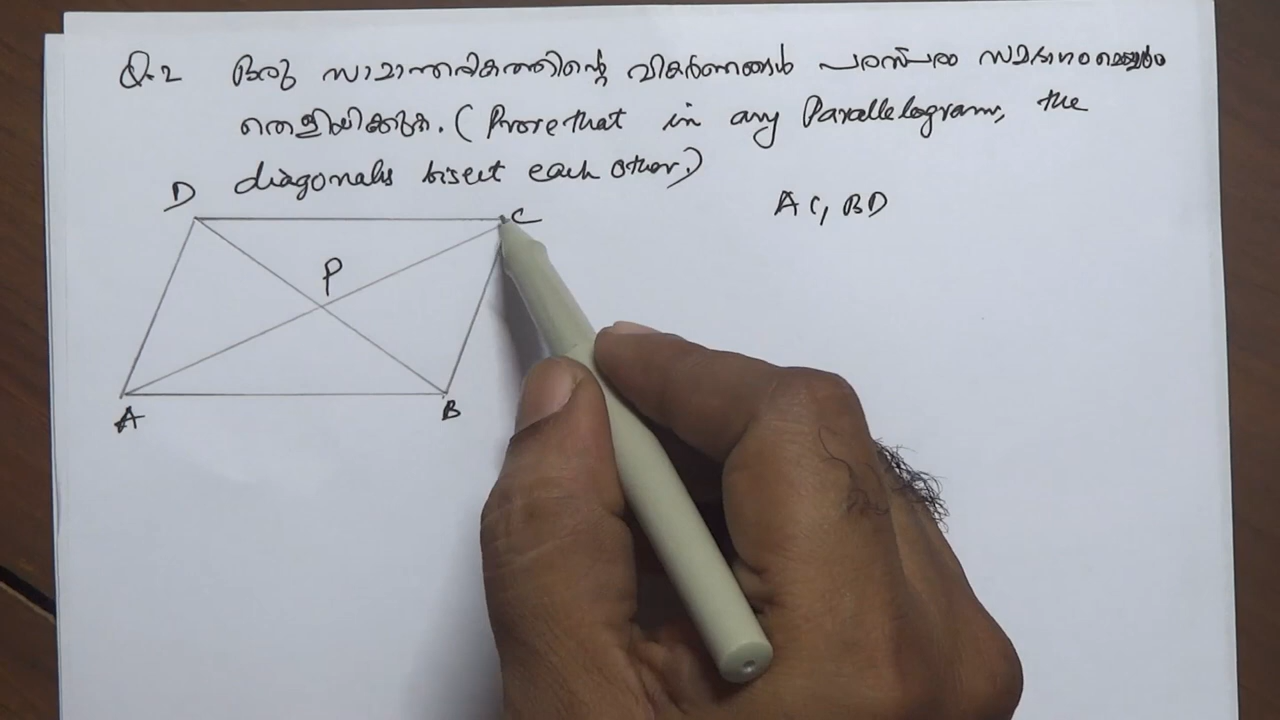 Q.2 ഒരു സാമാന്തരികത്തിന്റെ വികർണങ്ങൾ പരസ്പരം
തെളിയിക്കുക. (Prove that in any Parallelogram, the
diagonals bisect each other.)
D
C
AC, BD
P
A
B